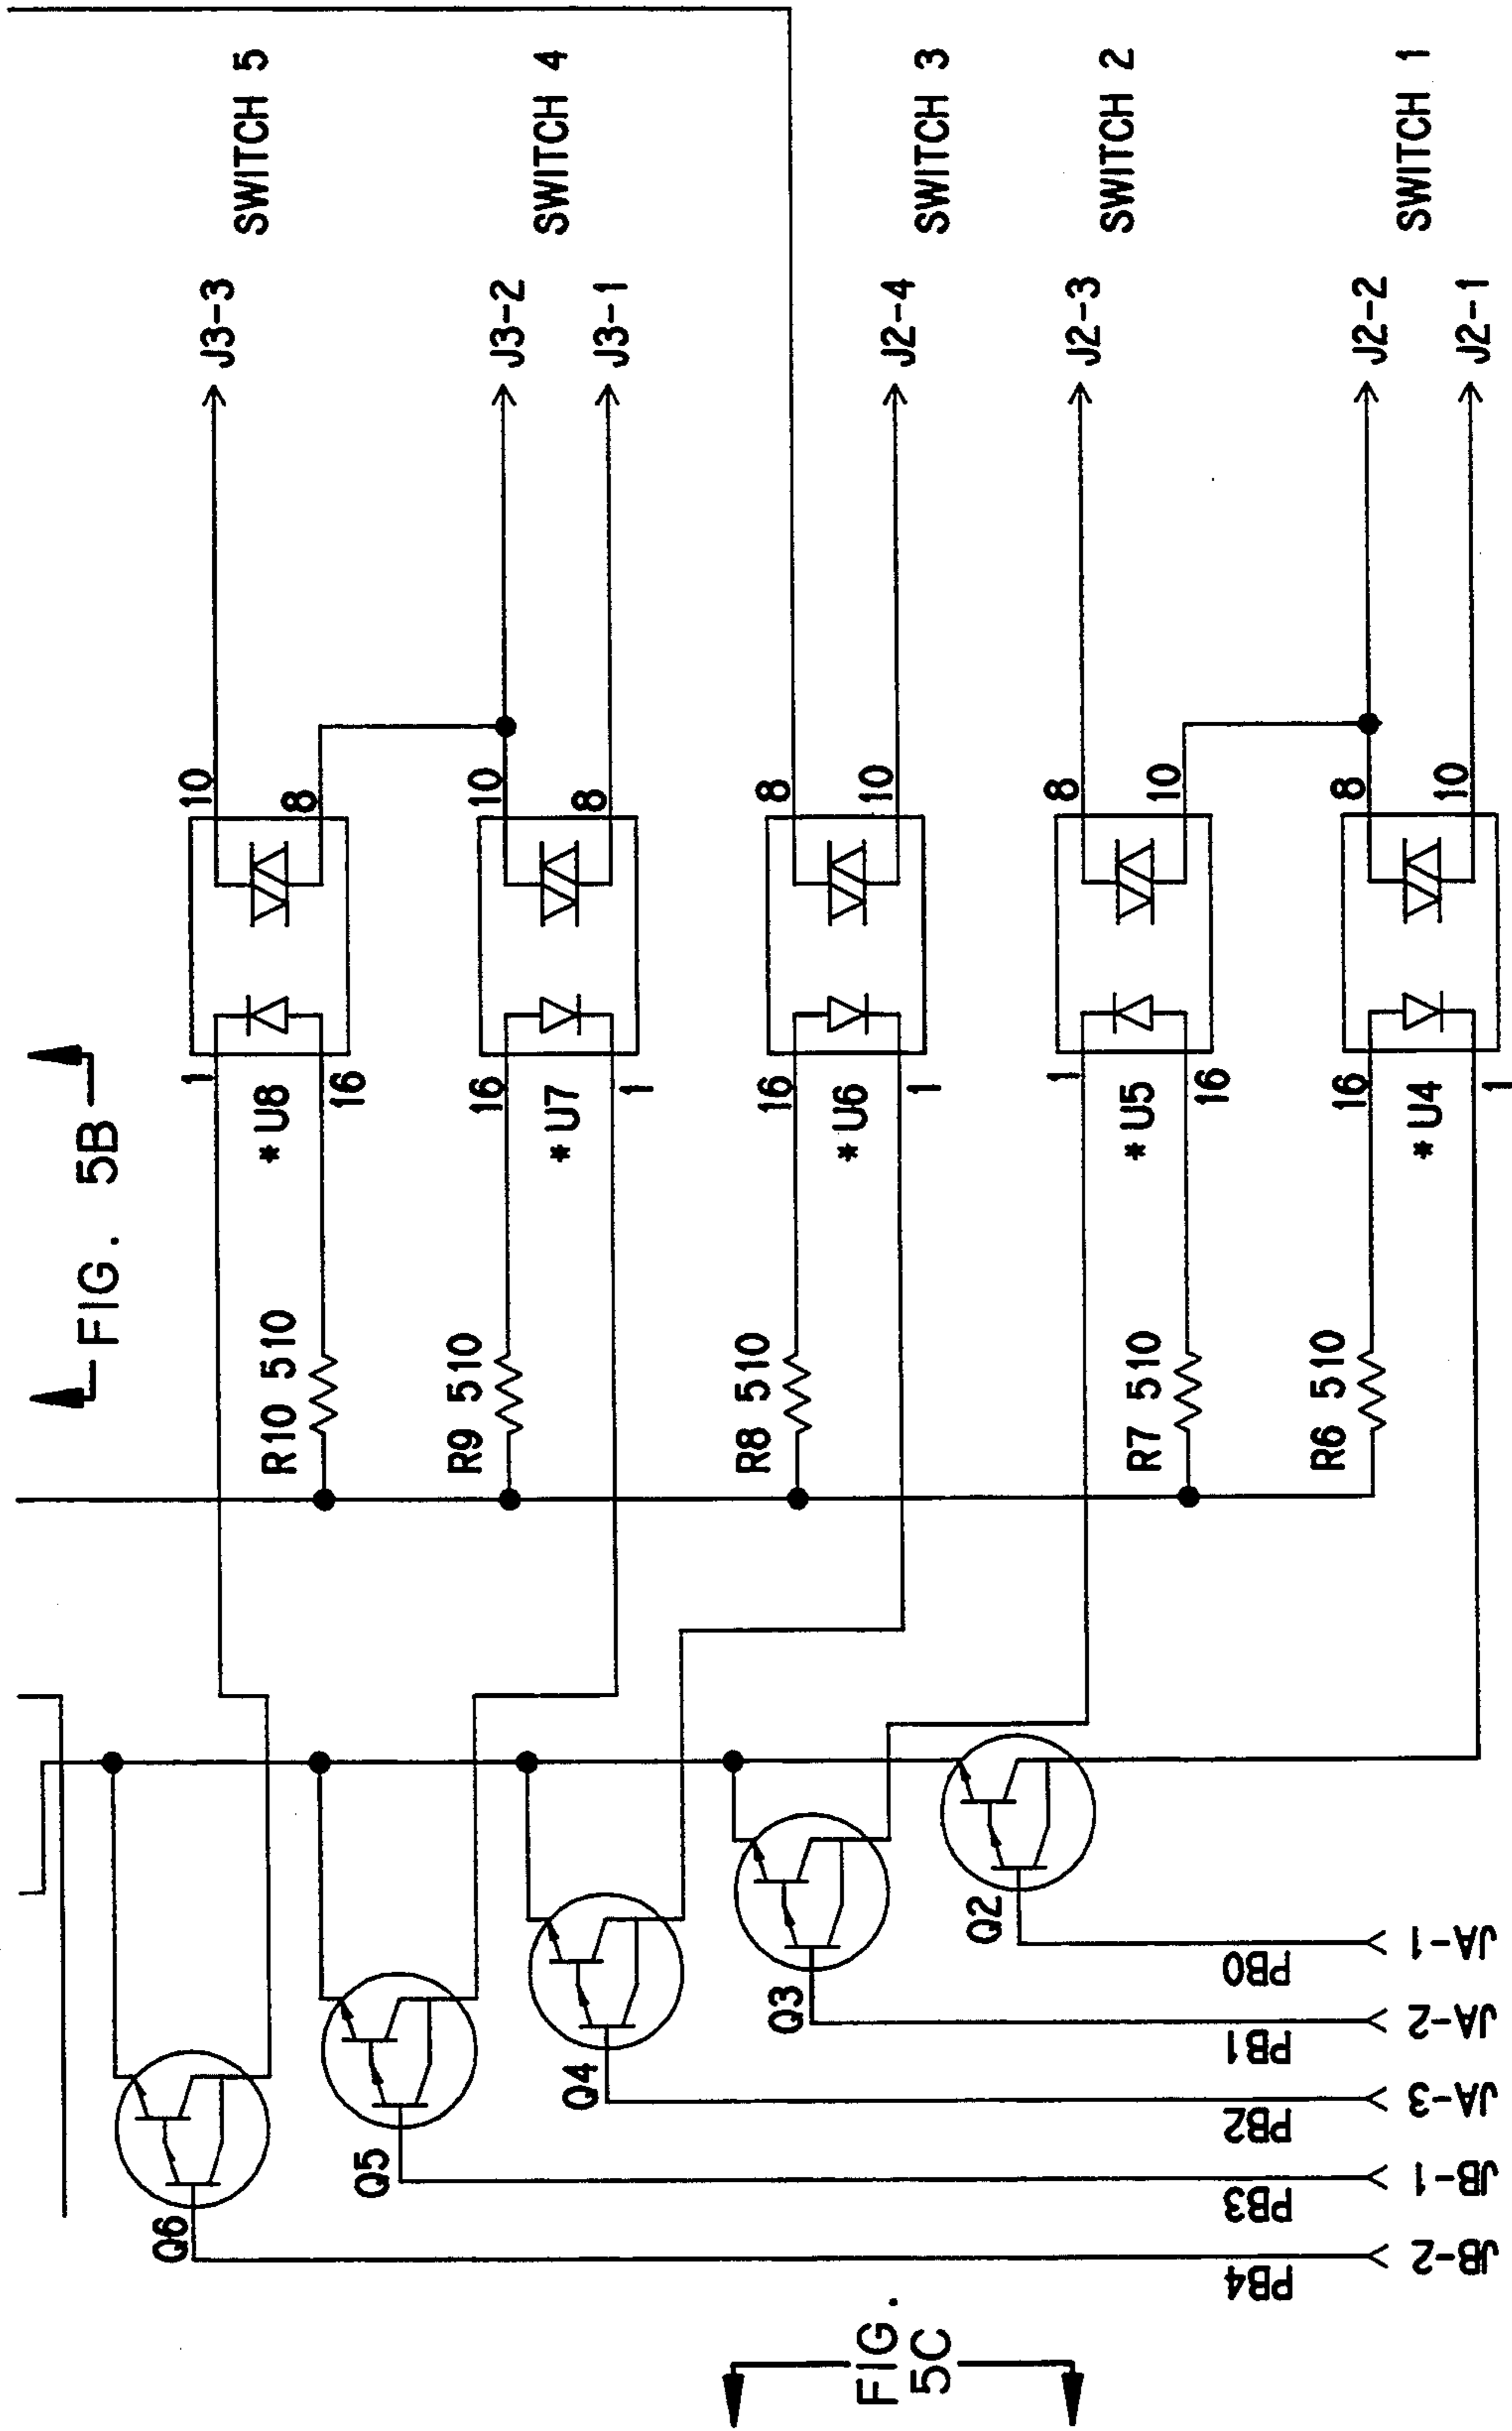 FIG. 5B
SWITCH 5
J3-3
10
8
1
* U8
16
R10 510
Q6
SWITCH 4
J3-2
J3-1
10
8
16
* U7
1
R9 510
Q5
SWITCH 3
J2-4
8
10
16
* U6
1
R8 510
Q4
SWITCH 2
J2-3
8
10
1
* U5
16
R7 510
Q3
SWITCH 1
J2-2
J2-1
8
10
16
* U4
1
R6 510
Q2
PB0
JA-1
PB1
JA-2
PB2
JA-3
PB3
JB-1
PB4
JB-2
FIG.
5C